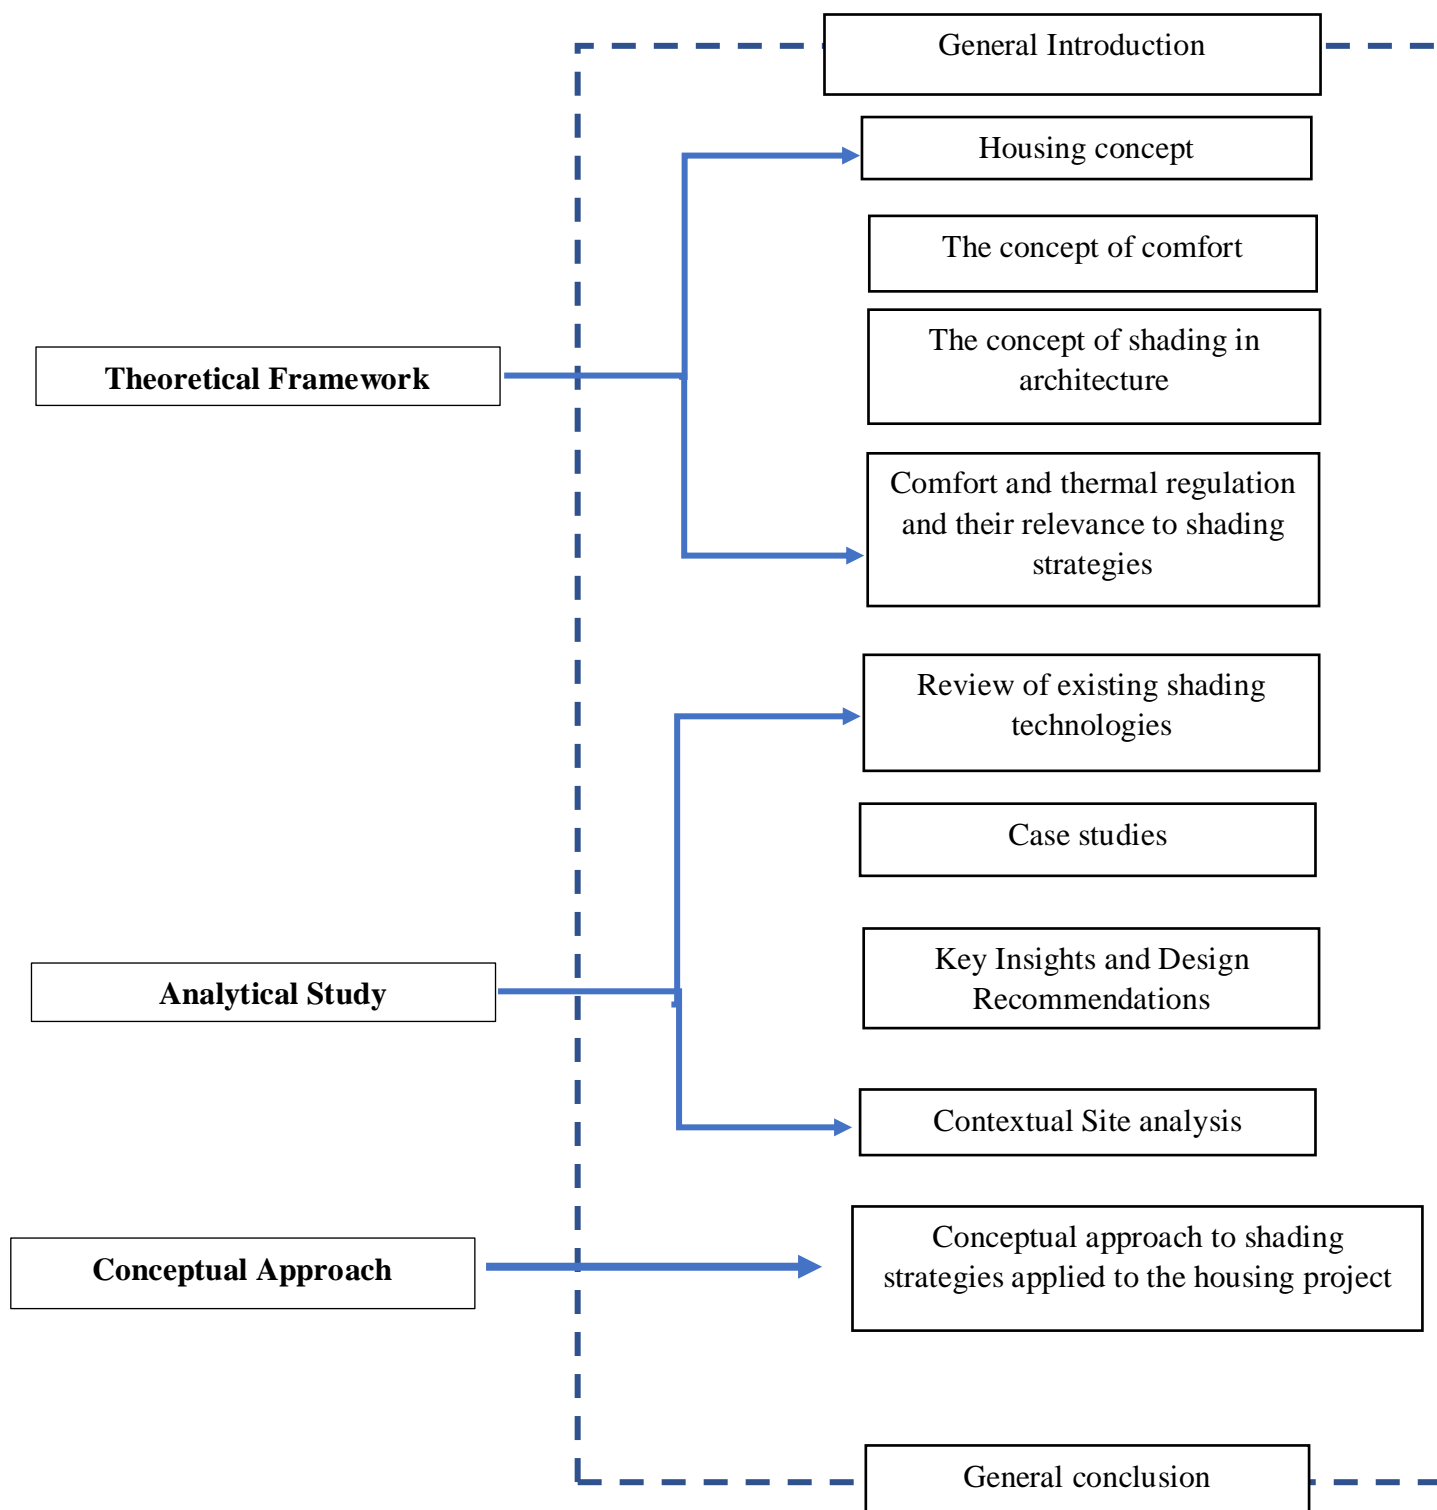 General Introduction
Housing concept
The concept of comfort
The concept of shading in
architecture
Theoretical Framework
Comfort and thermal regulation
and their relevance to shading
strategies
Review of existing shading
technologies
Case studies
Key Insights and Design
Recommendations
Analytical Study
Contextual Site analysis
Conceptual approach to shading
strategies applied to the housing project
Conceptual Approach
General conclusion